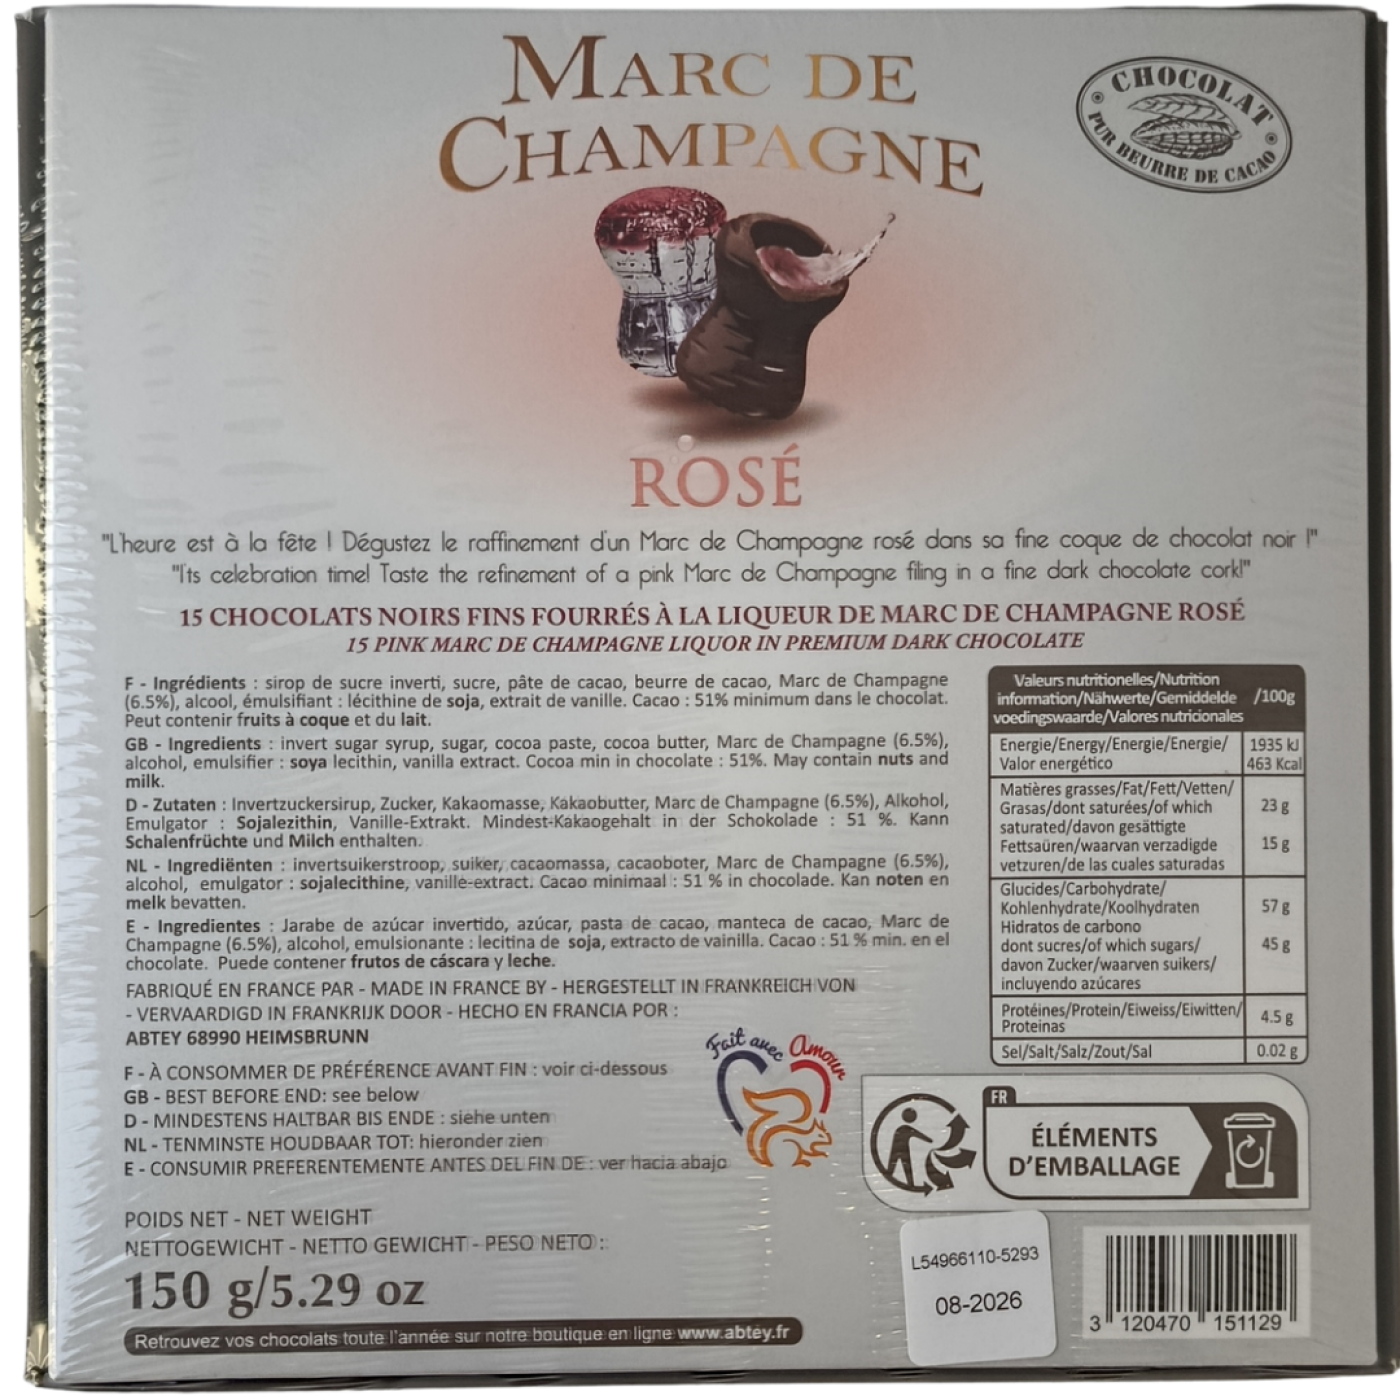 MARC DE
CHAMPAGNE
CHOCOLAT
PUR BEURRE DE CACAO
ROSÉ
"L'heure est à la fête ! Dégustez le raffinement d'un Marc de Champagne rosé dans sa fine coque de chocolat noir !"
"It's celebration time! Taste the refinement of a pink Marc de Champagne filing in a fine dark chocolate cork!"
15 CHOCOLATS NOIRS FINS FOURRÉS À LA LIQUEUR DE MARC DE CHAMPAGNE ROSÉ
15 PINK MARC DE CHAMPAGNE LIQUOR IN PREMIUM DARK CHOCOLATE
F - Ingrédients : sirop de sucre inverti, sucre, pâte de cacao, beurre de cacao, Marc de Champagne
(6.5%), alcool, émulsifiant : lécithine de soja, extrait de vanille. Cacao : 51% minimum dans le chocolat.
Peut contenir fruits à coque et du lait.
GB - Ingredients : invert sugar syrup, sugar, cocoa paste, cocoa butter, Marc de Champagne (6.5%),
alcohol, emulsifier : soya lecithin, vanilla extract. Cocoa min in chocolate : 51%. May contain nuts and
milk.
D - Zutaten : Invertzuckersirup, Zucker, Kakaomasse, Kakaobutter, Marc de Champagne (6.5%), Alkohol,
Emulgator : Sojalezithin, Vanille-Extrakt. Mindest-Kakaogehalt in der Schokolade : 51 %. Kann
Schalenfrüchte und Milch enthalten.
NL - Ingrediënten : invertsuikerstroop, suiker, cacaomassa, cacaoboter, Marc de Champagne (6.5%),
alcohol, emulgator : sojalecithine, vanille-extract. Cacao minimaal : 51 % in chocolade. Kan noten en
melk bevatten.
E - Ingredientes : Jarabe de azúcar invertido, azúcar, pasta de cacao, manteca de cacao, Marc de
Champagne (6.5%), alcohol, emulsionante : lecitina de soja, extracto de vainilla. Cacao : 51 % min. en el
chocolate. Puede contener frutos de cáscara y leche.
FABRIQUÉ EN FRANCE PAR - MADE IN FRANCE BY - HERGESTELLT IN FRANKREICH VON
- VERVAARDIGD IN FRANKRIJK DOOR - HECHO EN FRANCIA POR :
ABTEY 68990 HEIMSBRUNN
F - À CONSOMMER DE PRÉFÉRENCE AVANT FIN : voir ci-dessous
GB - BEST BEFORE END: see below
D - MINDESTENS HALTBAR BIS ENDE : siehe unten
NL - TENMINSTE HOUDBAAR TOT: hieronder zien
E - CONSUMIR PREFERENTEMENTE ANTES DEL FIN DE : ver hacia abajo
Fait avec Amour
POIDS NET - NET WEIGHT
NETTOGEWICHT - NETTO GEWICHT - PESO NETO :
150 g/5.29 oz
Retrouvez vos chocolats toute l'année sur notre boutique en ligne www.abtey.fr
Valeurs nutritionelles/Nutrition
information/Nähwerte/Gemiddelde /100g
voedingswaarde/Valores nutricionales
Energie/Energy/Energie/Energie/ 1935 kJ
Valor energético 463 Kcal
Matières grasses/Fat/Fett/Vetten/
Grasas/dont saturées/of which 23 g
saturated/davon gesättigte
Fettsaüren/waarvan verzadigde 15 g
vetzuren/de las cuales saturadas
Glucides/Carbohydrate/
Kohlenhydrate/Koolhydraten 57 g
Hidratos de carbono
dont sucres/of which sugars/ 45 g
davon Zucker/waarven suikers/
incluyendo azúcares
Protéines/Protein/Eiweiss/Eiwitten/ 4.5 g
Proteinas
Sel/Salt/Salz/Zout/Sal 0.02 g
FR
ÉLÉMENTS
D'EMBALLAGE
L54966110-5293
08-2026
3 120470 151129